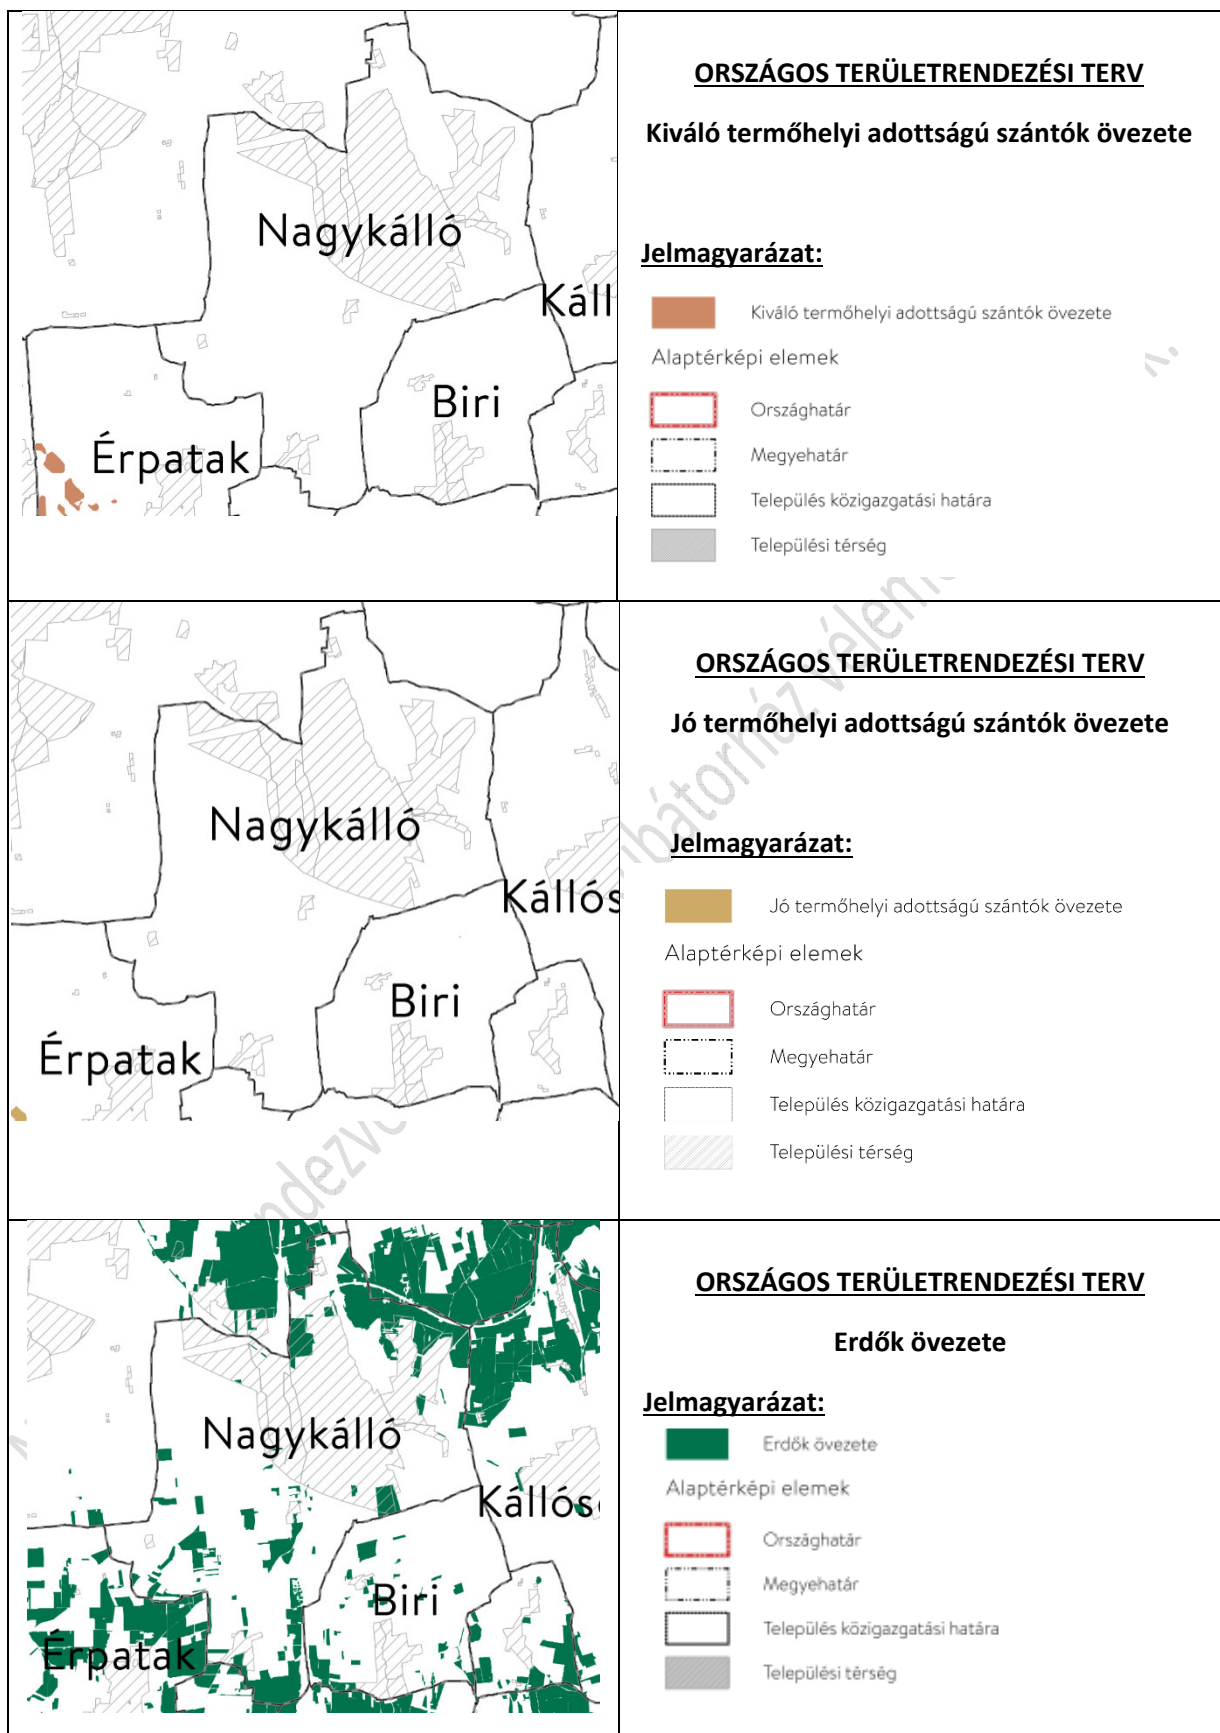 ORSZÁGOS TERÜLETRENDEZÉSI TERV
Kiváló termőhelyi adottságú szántók övezete
Nagykálló
Káll
Biri
Érpatak
Jelmagyarázat:
Kiváló termőhelyi adottságú szántók övezete
Alaptérképi elemek
Országhatár
Megyehatár
Település közigazgatási határa
Települési térség
ORSZÁGOS TERÜLETRENDEZÉSI TERV
Jó termőhelyi adottságú szántók övezete
Nagykálló
Kállós
Biri
Érpatak
Jelmagyarázat:
Jó termőhelyi adottságú szántók övezete
Alaptérképi elemek
Országhatár
Megyehatár
Település közigazgatási határa
Települési térség
ORSZÁGOS TERÜLETRENDEZÉSI TERV
Erdők övezete
Nagykálló
Kállós
Biri
Érpatak
Jelmagyarázat:
Erdők övezete
Alaptérképi elemek
Országhatár
Megyehatár
Település közigazgatási határa
Települési térség